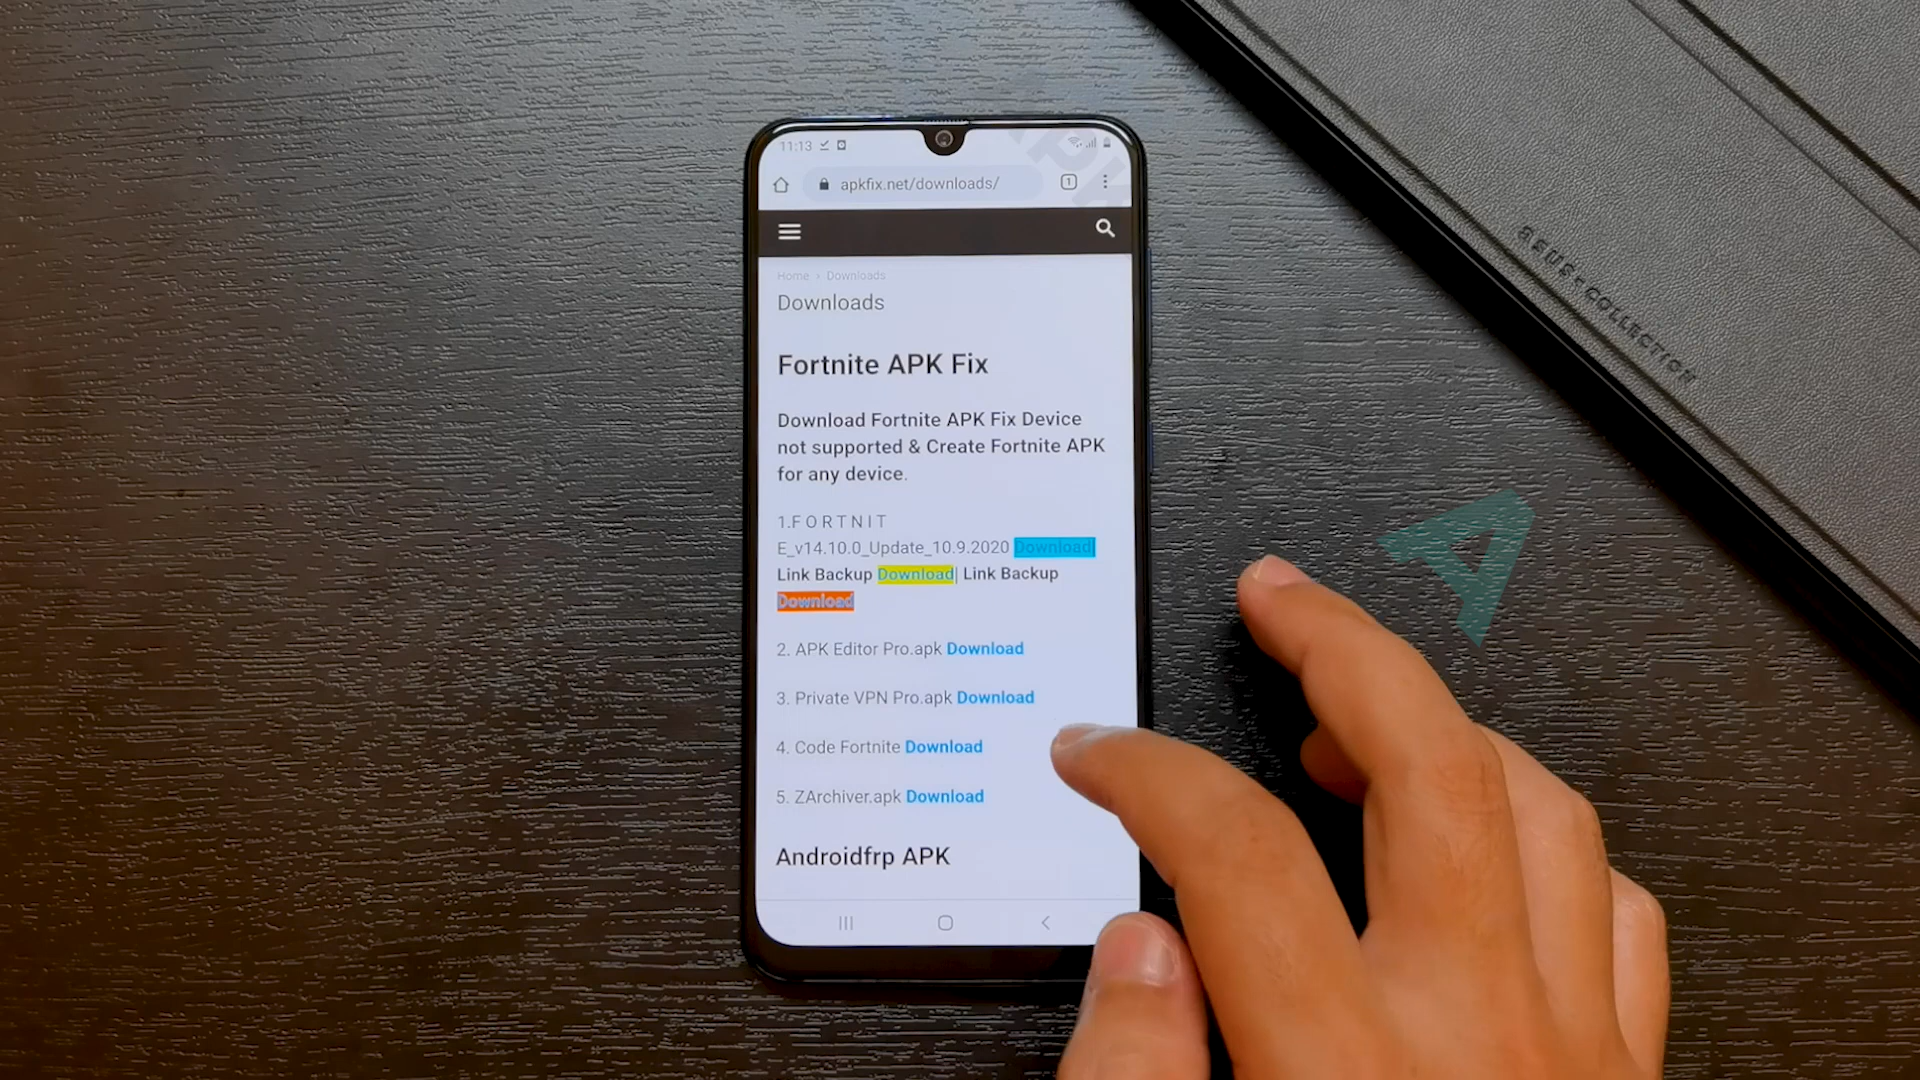 11:13
apkfix.net/downloads/
1
Home > Downloads
Downloads
Fortnite APK Fix
Download Fortnite APK Fix Device
not supported & Create Fortnite APK
for any device.
1.F O R T N I T
E_v14.10.0_Update_10.9.2020 Download|
Link Backup Download| Link Backup
Download
2. APK Editor Pro.apk Download
3. Private VPN Pro.apk Download
4. Code Fortnite Download
5. ZArchiver.apk Download
Androidfrp APK
COLLECTION
A